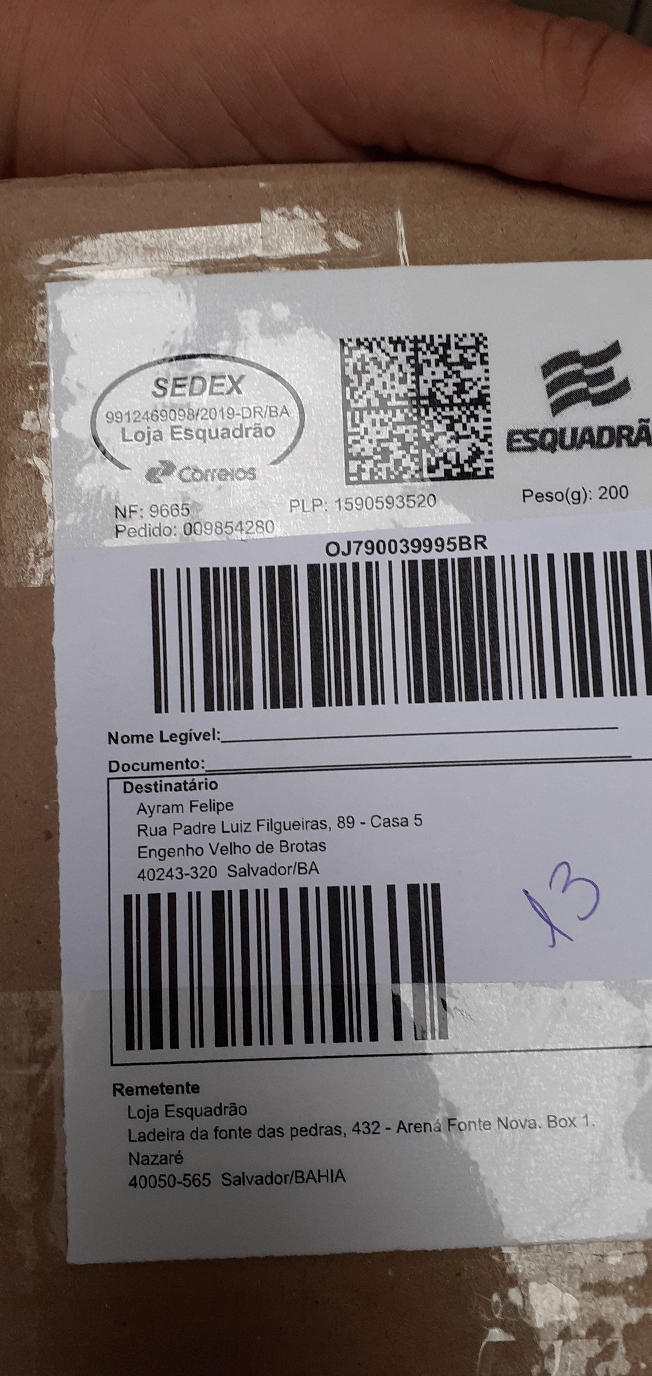 SEDEX
9912469098/2019-DR/BA
Loja Esquadrão
Correios
ESQUADRÃ
NF: 9665
PLP: 1590593520
Peso(g): 200
Pedido: 009854280
OJ790039995BR
Nome Legível:
Documento:
Destinatário
Ayram Felipe
Rua Padre Luiz Filgueiras, 89 - Casa 5
Engenho Velho de Brotas
40243-320 Salvador/BA
13
Remetente
Loja Esquadrão
Ladeira da fonte das pedras, 432 - Arena Fonte Nova. Box 1.
Nazaré
40050-565 Salvador/BAHIA